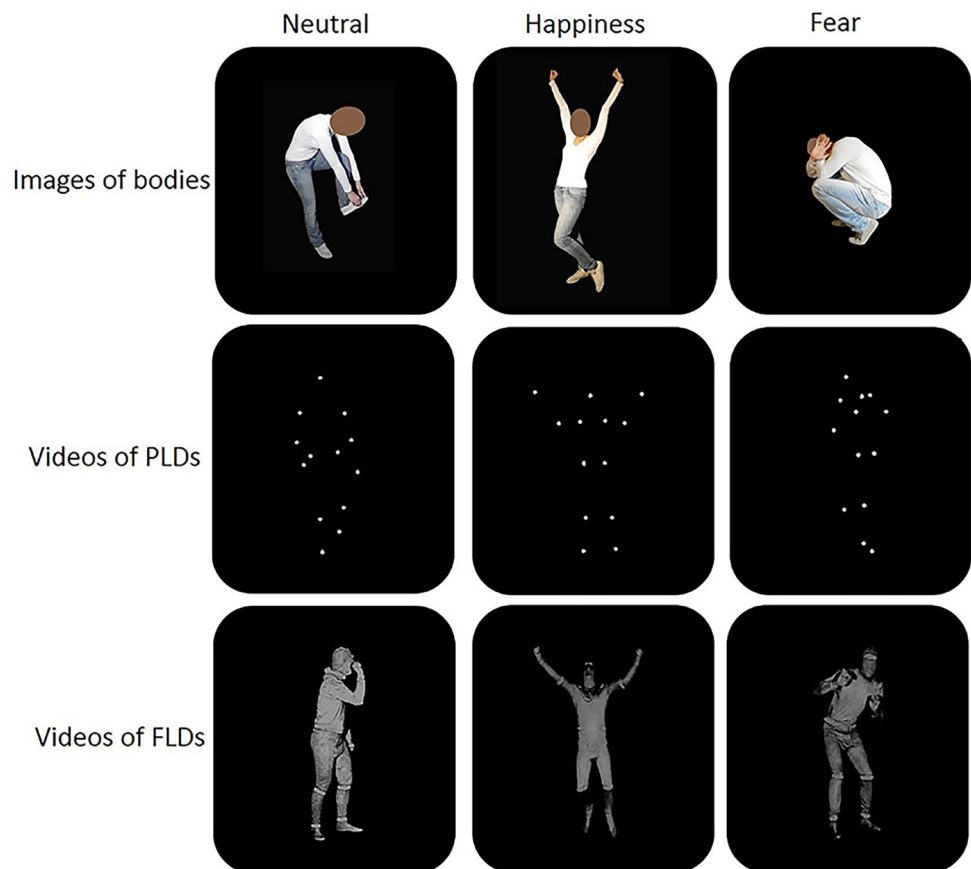 Neutral
Happiness
Fear
Images of bodies
Videos of PLDs
Videos of FLDs